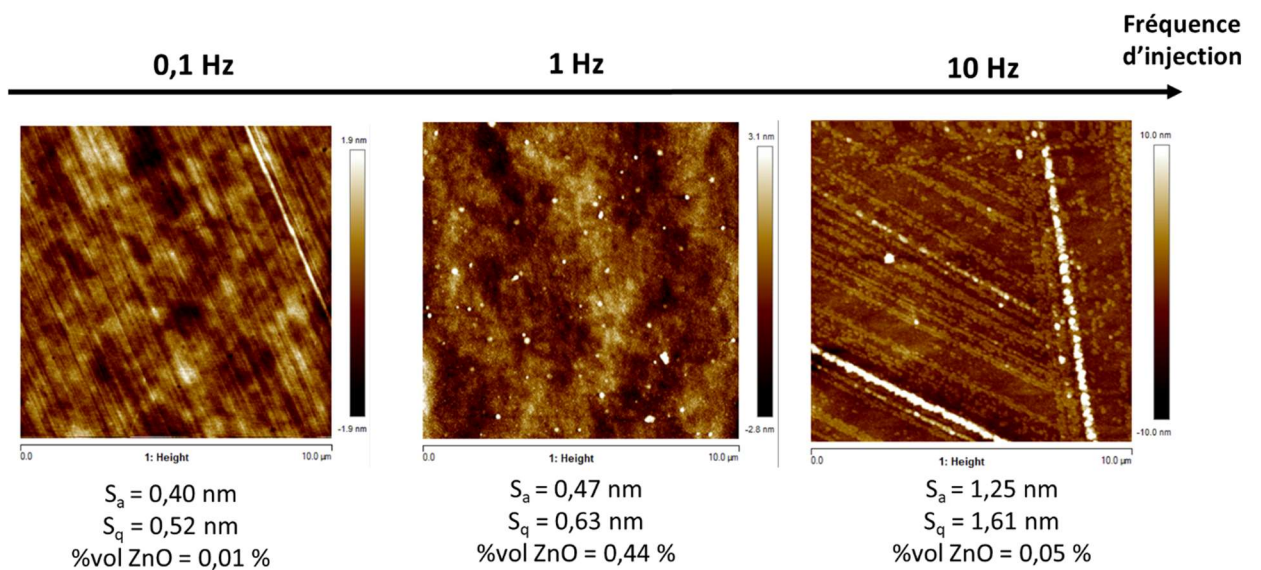 Fréquence
d'injection
0,1 Hz
1 Hz
10 Hz
1.9 nm
-1.9 nm
0.0
1: Height
10.0 µm
3.1 nm
-2.8 nm
0.0
1: Height
10.0 µm
10.0 nm
-10.0 nm
0.0
1: Height
10.0 µm
Sa = 0,40 nm
Sq = 0,52 nm
%vol ZnO = 0,01 %
Sa = 0,47 nm
Sq = 0,63 nm
%vol ZnO = 0,44 %
Sa = 1,25 nm
Sq = 1,61 nm
%vol ZnO = 0,05 %